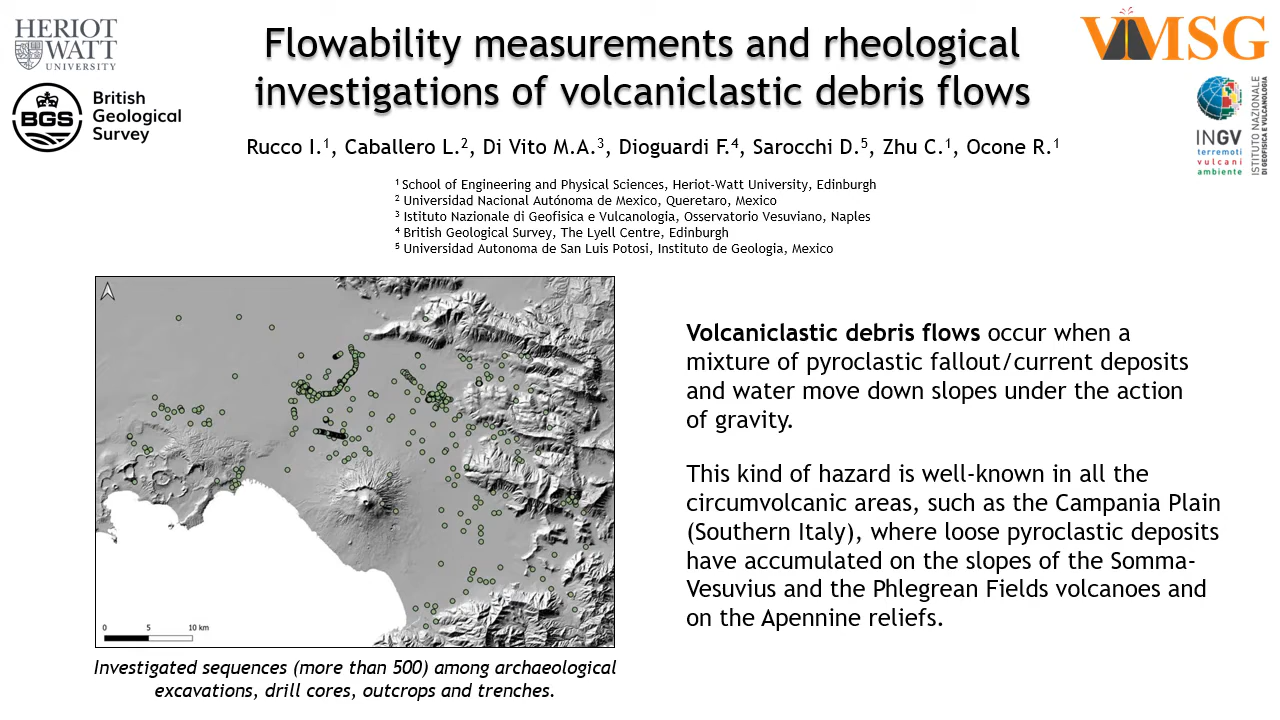 HERIOT
WATT
UNIVERSITY
BGS
British
Geological
Survey
Flowability measurements and rheological
investigations of volcaniclastic debris flows
VMSG
INGV
terremoti
vulcani
ambiente
ISTITUTO NAZIONALE
DI GEOFISICA E VULCANOLOGIA
Rucco I.¹, Caballero L.², Di Vito M.A.³, Dioguardi F.⁴, Sarocchi D.⁵, Zhu C.¹, Ocone R.¹
¹ School of Engineering and Physical Sciences, Heriot-Watt University, Edinburgh
² Universidad Nacional Autónoma de Mexico, Queretaro, Mexico
³ Istituto Nazionale di Geofisica e Vulcanologia, Osservatorio Vesuviano, Naples
⁴ British Geological Survey, The Lyell Centre, Edinburgh
⁵ Universidad Autonoma de San Luis Potosi, Instituto de Geologia, Mexico
0 5 10 km
Investigated sequences (more than 500) among archaeological
excavations, drill cores, outcrops and trenches.
Volcaniclastic debris flows occur when a
mixture of pyroclastic fallout/current deposits
and water move down slopes under the action
of gravity.
This kind of hazard is well-known in all the
circumvolcanic areas, such as the Campania Plain
(Southern Italy), where loose pyroclastic deposits
have accumulated on the slopes of the Somma-
Vesuvius and the Phlegrean Fields volcanoes and
on the Apennine reliefs.